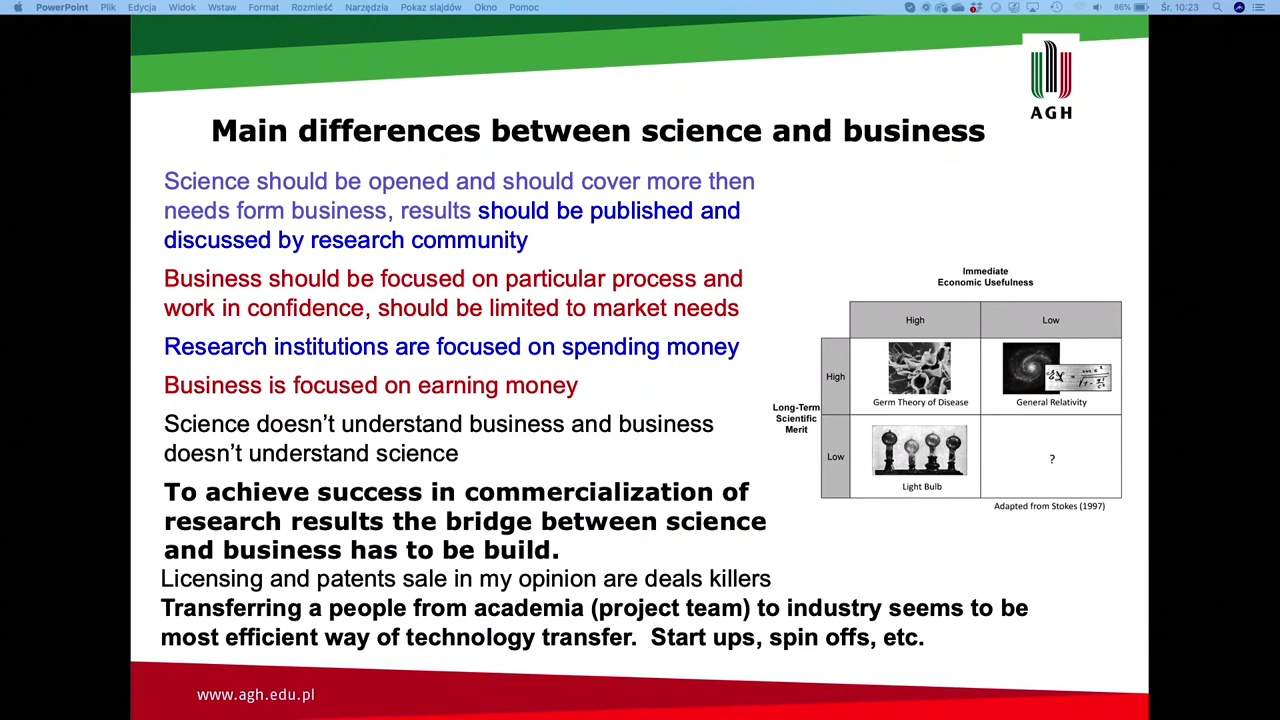 PowerPoint Plik Edycja Widok Wstaw Format Rozmieść Narzędzia Pokaz slajdów Okno Pomoc 86% Śr. 10:23
AGH
Main differences between science and business
Science should be opened and should cover more then
needs form business, results should be published and
discussed by research community
Business should be focused on particular process and
work in confidence, should be limited to market needs
Research institutions are focused on spending money
Business is focused on earning money
Science doesn’t understand business and business
doesn’t understand science
To achieve success in commercialization of
research results the bridge between science
and business has to be build.
Licensing and patents sale in my opinion are deals killers
Transferring a people from academia (project team) to industry seems to be
most efficient way of technology transfer. Start ups, spin offs, etc.
Immediate
Economic Usefulness
High Low
Long-Term
Scientific
Merit
High
Germ Theory of Disease General Relativity
Low
Light Bulb ?
Adapted from Stokes (1997)
www.agh.edu.pl